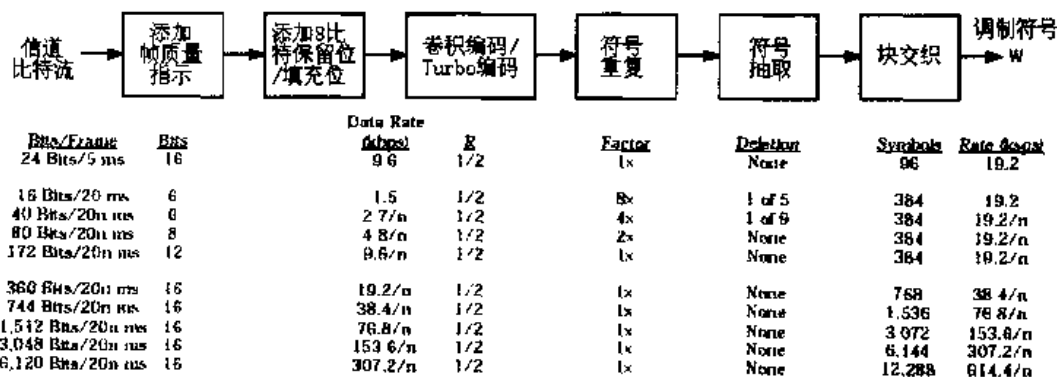 信道
比特流
添加
帧质量
指示
添加8比
特保留位
/填充位
卷积编码/
Turbo编码
符号
重复
符号
抽取
块交织
调制符号
W
Bits/Frame Bits Data Rate (kbps) R Factor Deletion Symbols Rate (ksps)
24 Bits/5 ms 16 9.6 1/2 1× None 96 19.2
16 Bits/20 ms 6 1.5 1/2 8× 1 of 5 384 19.2
40 Bits/20n ms 6 2.7/n 1/2 4× 1 of 9 384 19.2/n
80 Bits/20n ms 8 4.8/n 1/2 2× None 384 19.2/n
172 Bits/20n ms 12 9.6/n 1/2 1× None 384 19.2/n
360 Bits/20n ms 16 19.2/n 1/2 1× None 768 38.4/n
744 Bits/20n ms 16 38.4/n 1/2 1× None 1,536 76.8/n
1,512 Bits/20n ms 16 76.8/n 1/2 1× None 3,072 153.6/n
3,048 Bits/20n ms 16 153.6/n 1/2 1× None 6,144 307.2/n
6,120 Bits/20n ms 16 307.2/n 1/2 1× None 12,288 614.4/n